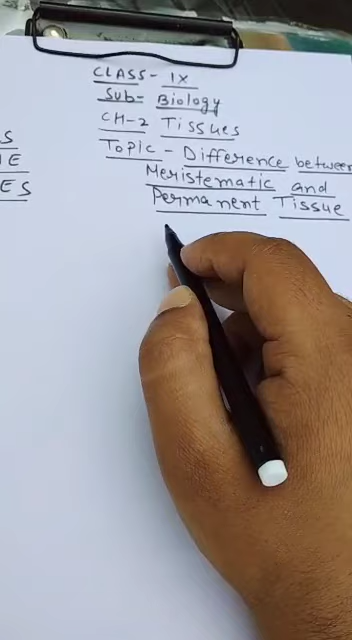 CLASS - IX
Sub- Biology
CH-2 Tissues
Topic - Difference between
Meristematic and
Permanent Tissue